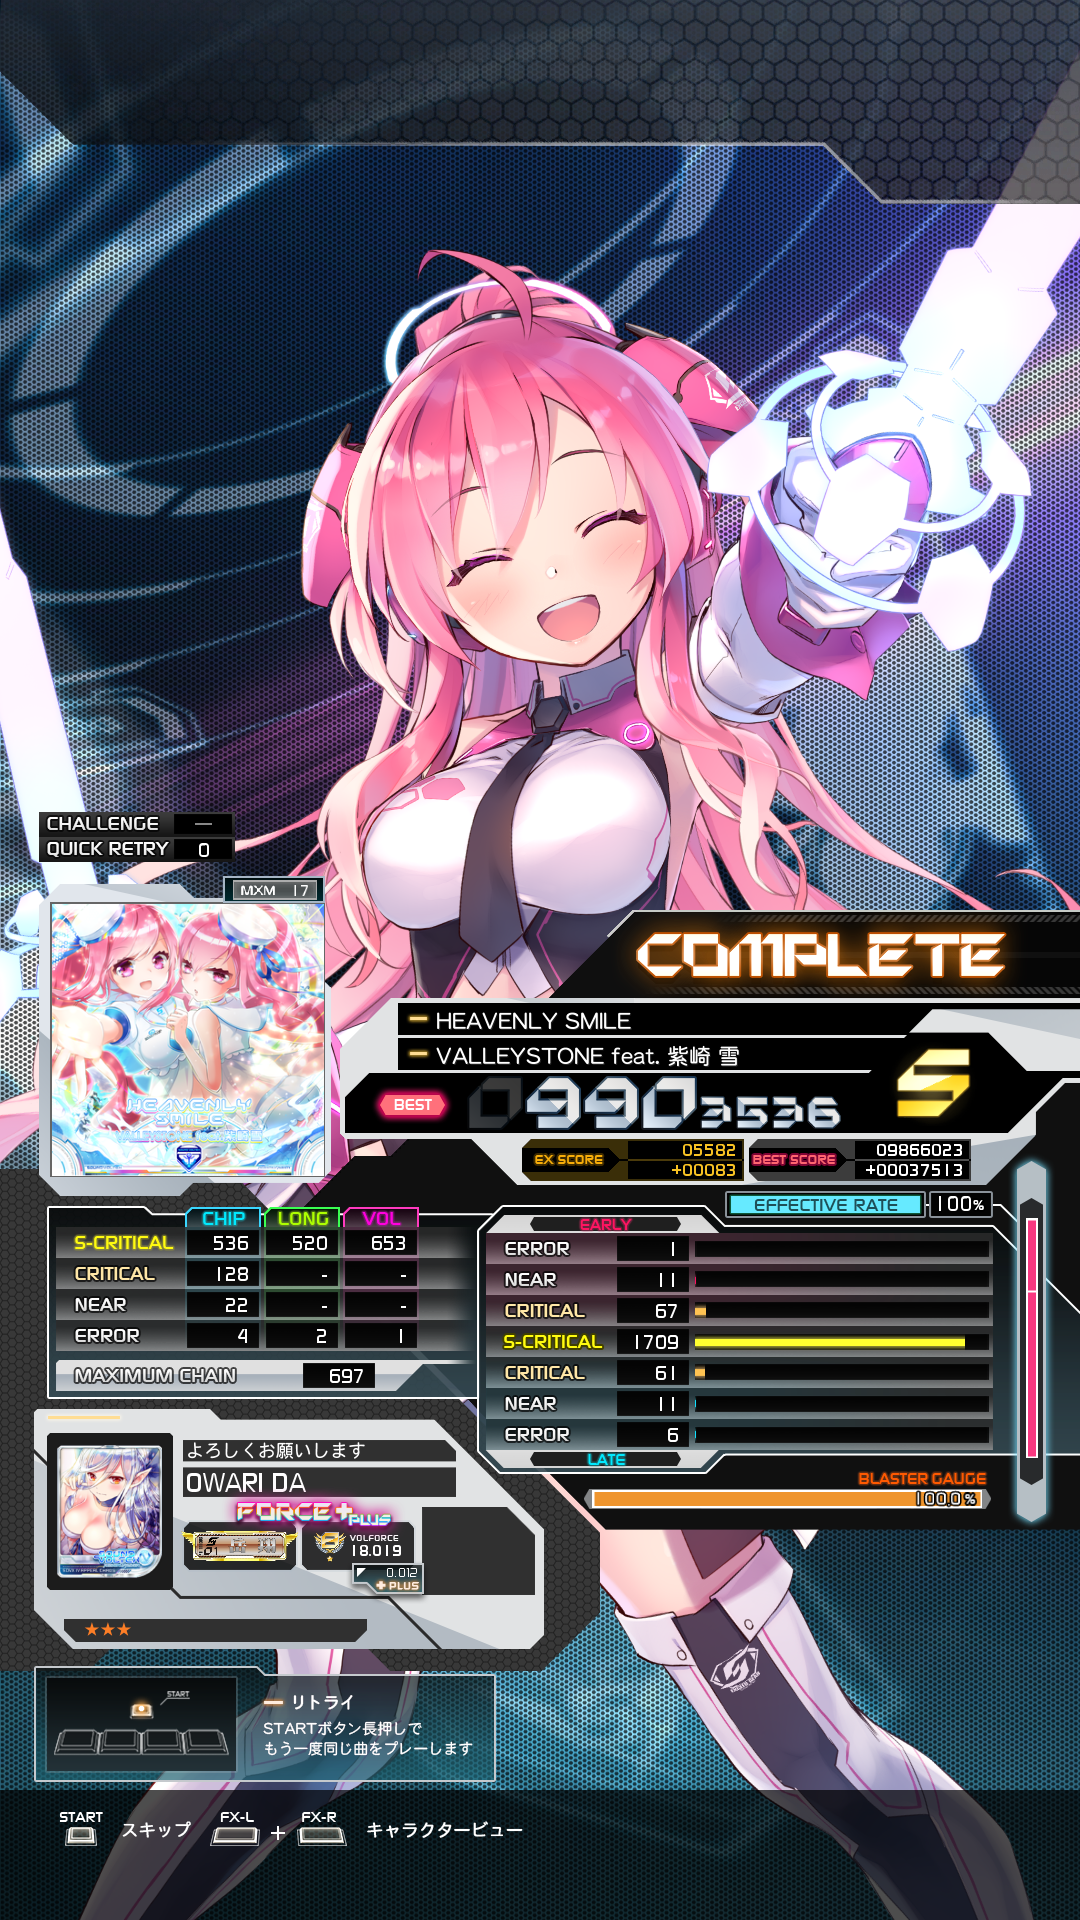 CHALLENGE —
QUICK RETRY 0
MXM 17
HEAVENLY
SMILE
COMPLETE
HEAVENLY SMILE
VALLEYSTONE feat. 紫崎 雪
S
BEST 09903536
EX SCORE 05582
+00083
BEST SCORE 09866023
+00037513
EFFECTIVE RATE 100%
CHIP LONG VOL
S-CRITICAL 536 520 653
CRITICAL 128 - -
NEAR 22 - -
ERROR 4 2 1
MAXIMUM CHAIN 697
EARLY
ERROR 1
NEAR 11
CRITICAL 67
S-CRITICAL 1709
CRITICAL 61
NEAR 11
ERROR 6
LATE
BLASTER GAUGE
100.0%
よろしくお願いします
OWARI DA
FORCE+PLUS
VOLFORCE
18.019
0.012
+PLUS
★★★
START
リトライ
STARTボタン長押しで
もう一度同じ曲をプレーします
START スキップ FX-L + FX-R キャラクタービュー